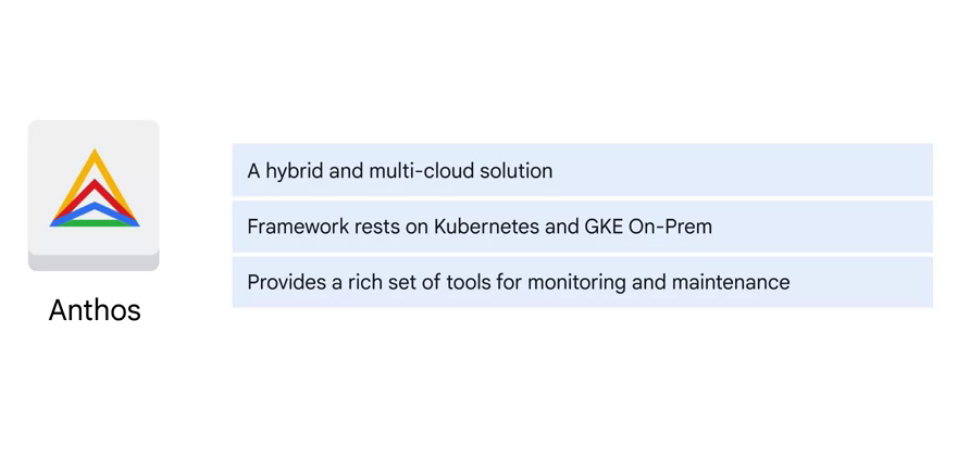 A hybrid and multi-cloud solution
Framework rests on Kubernetes and GKE On-Prem
Provides a rich set of tools for monitoring and maintenance
Anthos